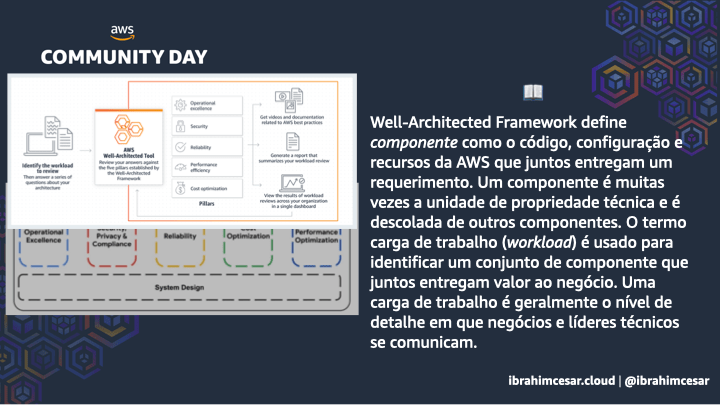 aws
COMMUNITY DAY
Identify the workload
to review
Then answer a series of
questions about your
architecture
AWS
Well-Architected Tool
Review your answers against
the five pillars established by
the Well-Architected
Framework
Operational
excellence
Security
Reliability
Performance
efficiency
Cost optimization
Pillars
Get videos and documentation
related to AWS best practices
Generate a report that
summarizes your workload review
View the results of workload
reviews across your organization
in a single dashboard
Operational
Excellence
Security,
Privacy &
Compliance
Reliability
Cost
Optimization
Performance
Optimization
System Design
Well-Architected Framework define
componente como o código, configuração e
recursos da AWS que juntos entregam um
requerimento. Um componente é muitas
vezes a unidade de propriedade técnica e é
descolada de outros componentes. O termo
carga de trabalho (workload) é usado para
identificar um conjunto de componente que
juntos entregam valor ao negócio. Uma
carga de trabalho é geralmente o nível de
detalhe em que negócios e líderes técnicos
se comunicam.
ibrahimcesar.cloud | @ibrahimcesar